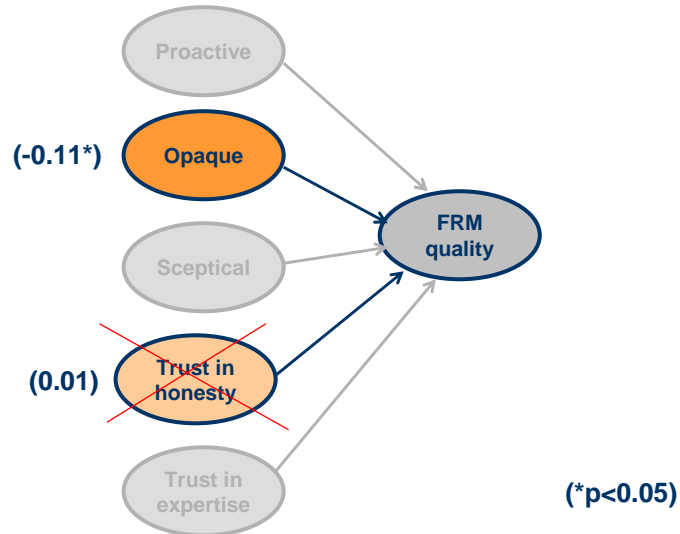 Proactive
(-0.11*)
Opaque
FRM
quality
Sceptical
(0.01)
Trust in
honesty
Trust in
expertise
(*p<0.05)